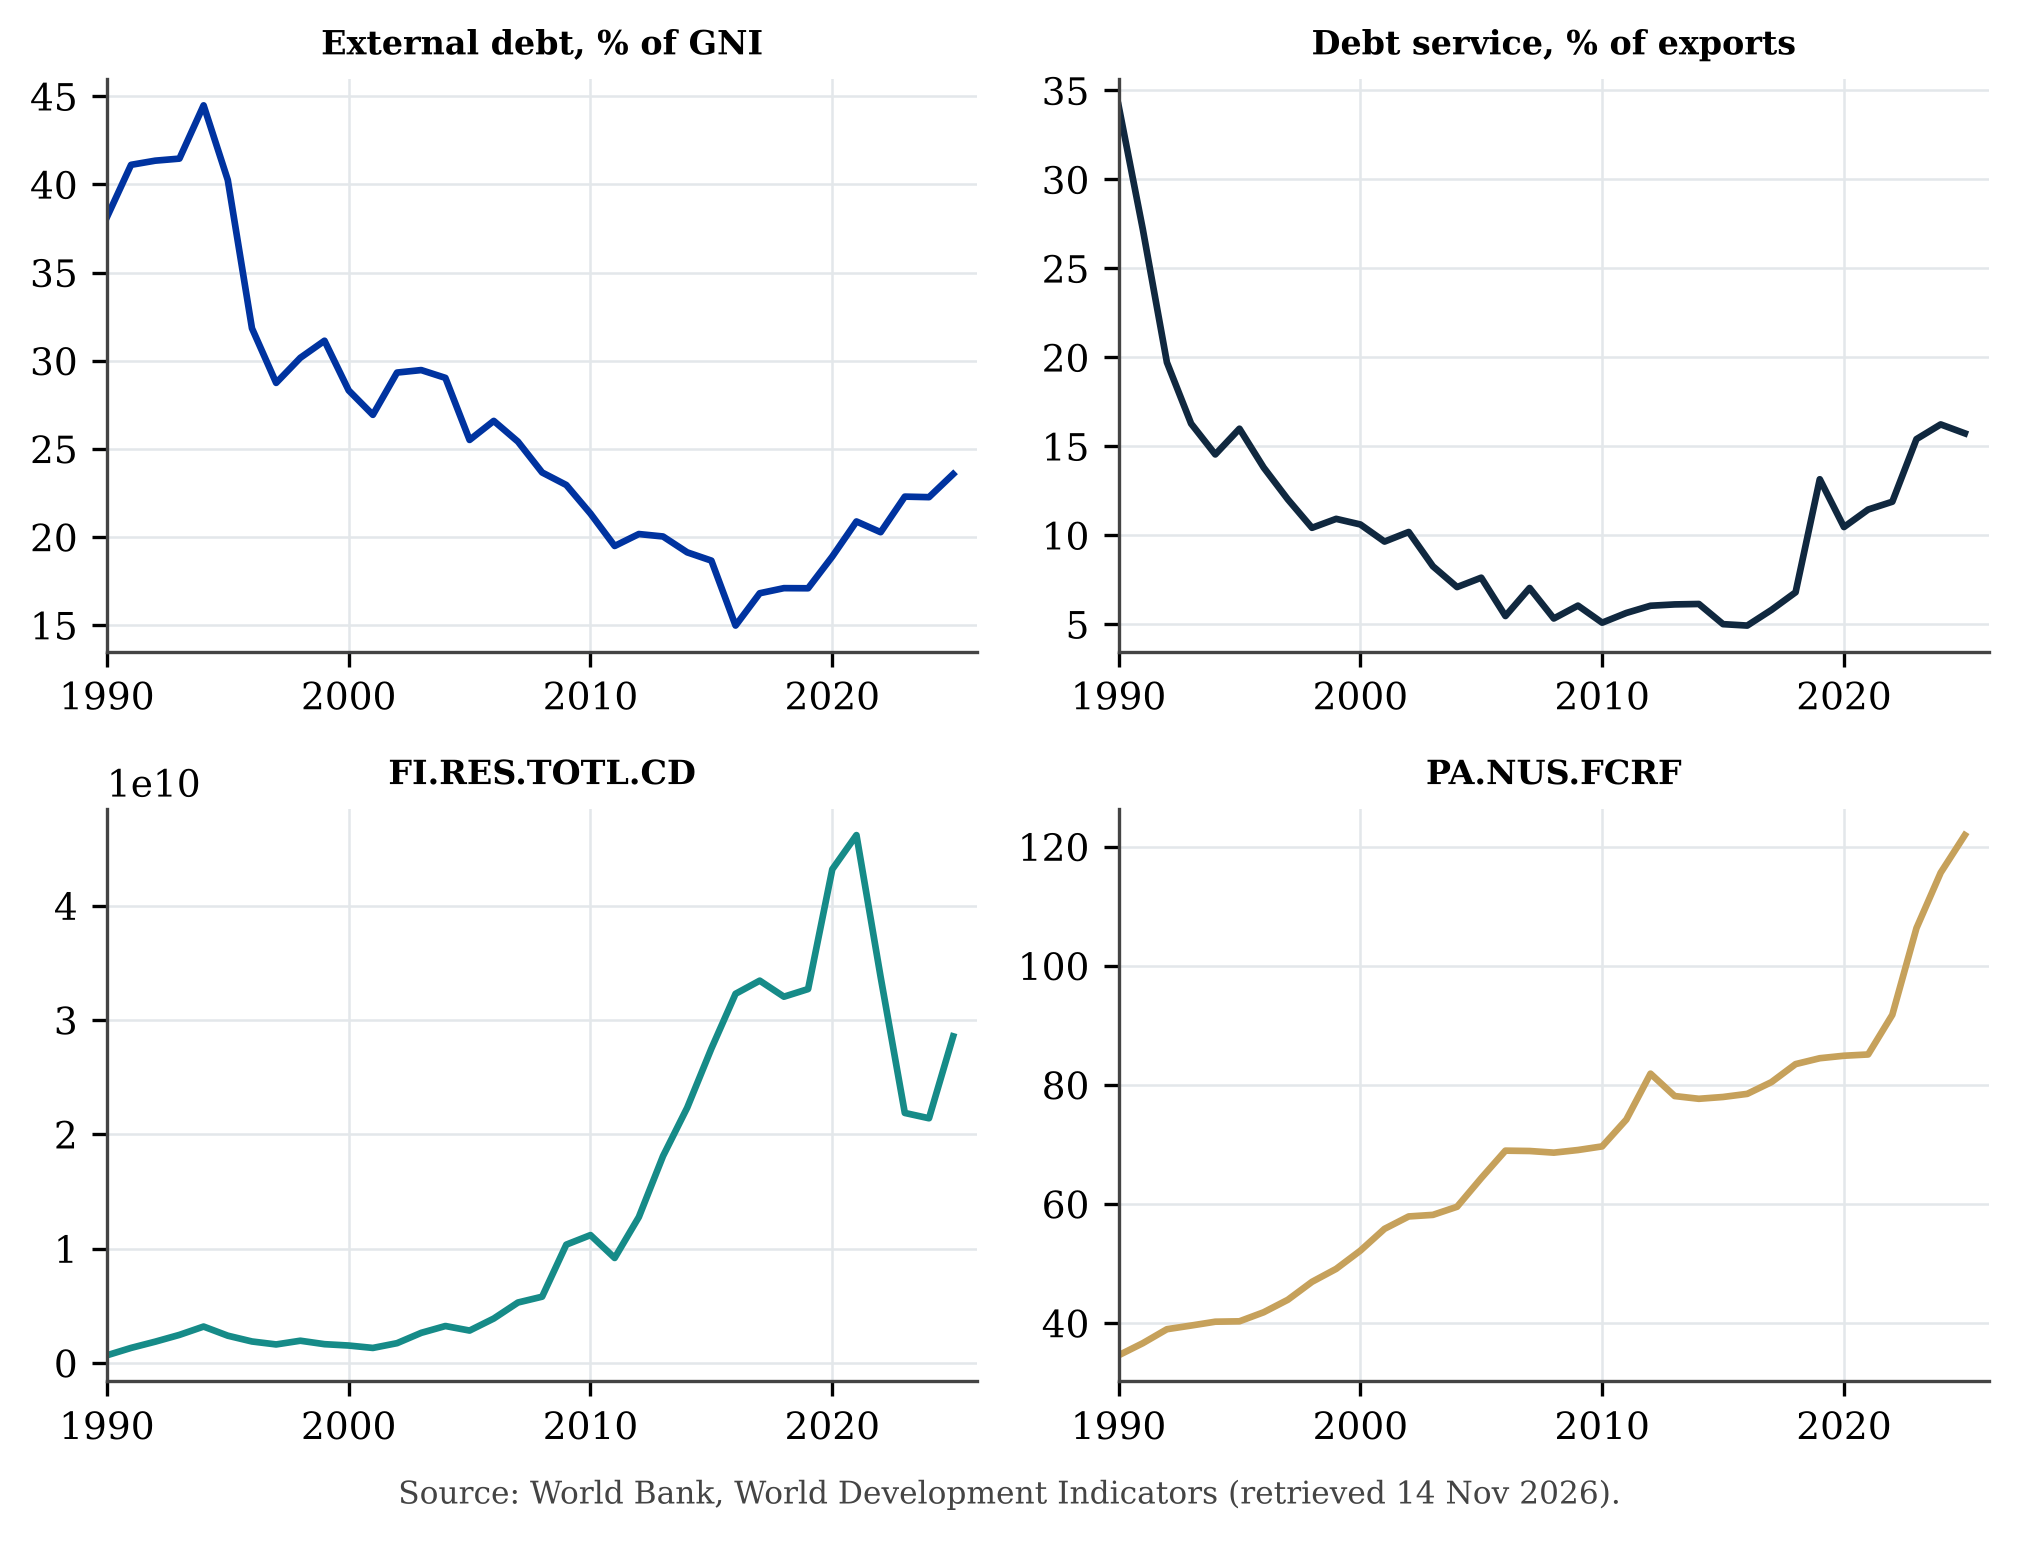 External debt, % of GNI
45
40
35
30
25
20
15
1990 2000 2010 2020
Debt service, % of exports
35
30
25
20
15
10
5
1990 2000 2010 2020
FI.RES.TOTL.CD
1e10
4
3
2
1
0
1990 2000 2010 2020
PA.NUS.FCRF
120
100
80
60
40
1990 2000 2010 2020
Source: World Bank, World Development Indicators (retrieved 14 Nov 2026).